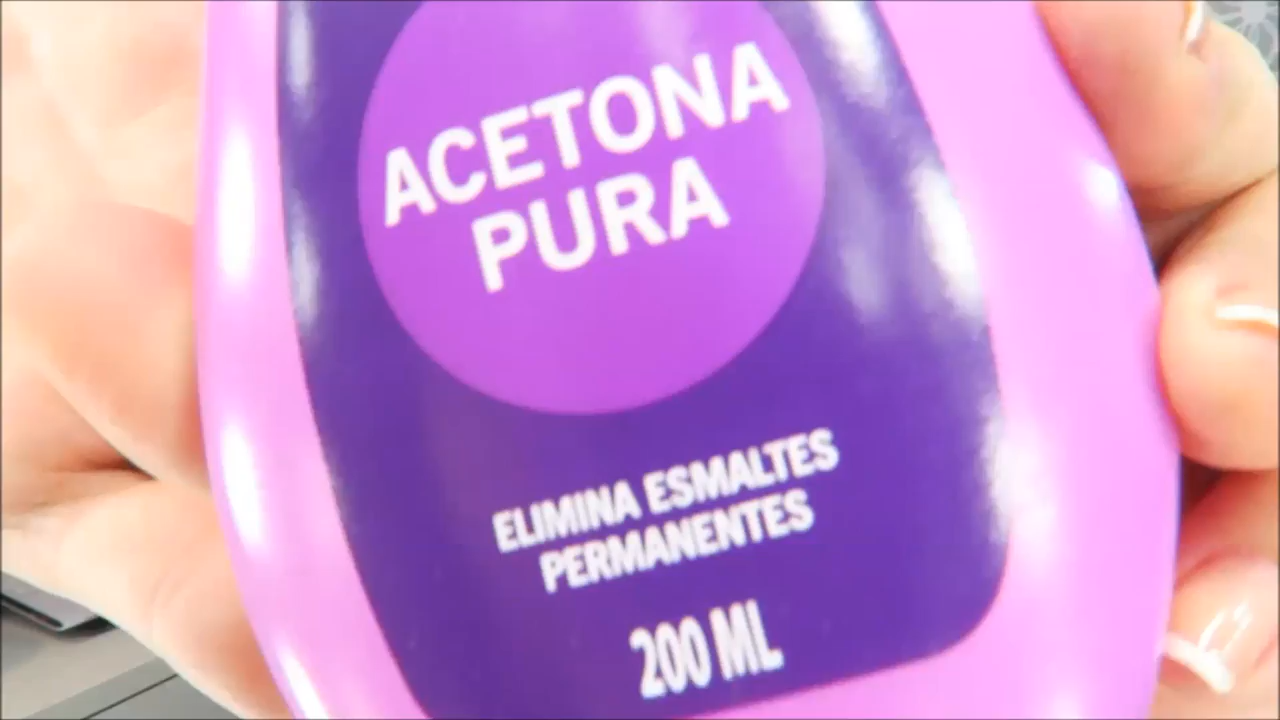 ACETONA
PURA
ELIMINA ESMALTES
PERMANENTES
200 ML